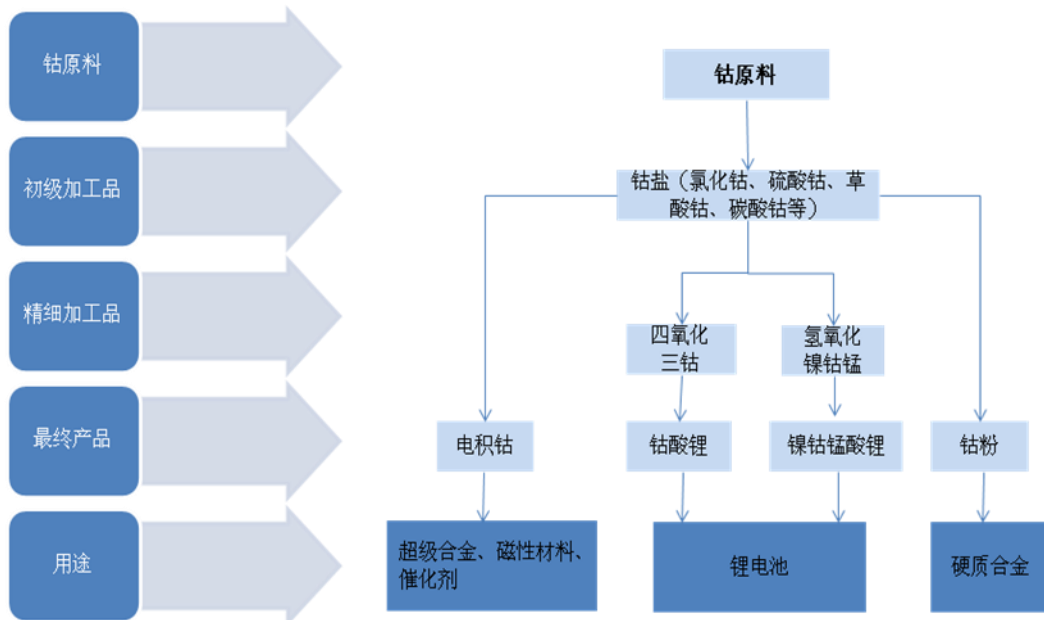 钴原料
初级加工品
精细加工品
最终产品
用途
钴原料
钴盐（氯化钴、硫酸钴、草
酸钴、碳酸钴等）
四氧化
三钴
氢氧化
镍钴锰
电积钴
钴酸锂
镍钴锰酸锂
钴粉
超级合金、磁性材料、
催化剂
锂电池
硬质合金